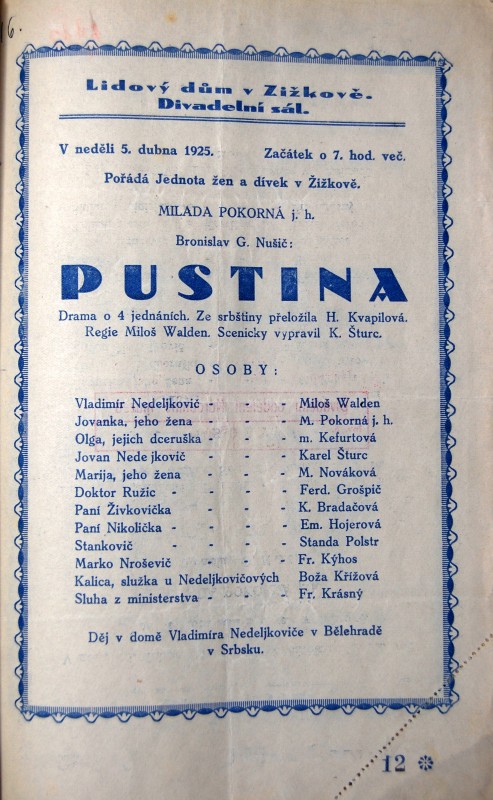 16.
Lidový dům v Zižkově.
Divadelní sál.
V neděli 5. dubna 1925. Začátek o 7. hod. več.
Pořádá Jednota žen a dívek v Žižkově.
MILADA POKORNÁ j. h.
Bronislav G. Nušič:
PUSTINA
Drama o 4 jednáních. Ze srbštiny přeložila H. Kvapilová.
Regie Miloš Walden. Scenicky vypravil K. Šturc.
OSOBY:
Vladimír Nedeljkovič - - - Miloš Walden
Jovanka, jeho žena - - - M. Pokorná j. h.
Olga, jejich dceruška - - - m. Kefurtová
Jovan Nede jkovič - - - Karel Šturc
Marija, jeho žena - - - M. Nováková
Doktor Ružic - - - - Ferd. Grošpič
Paní Živkovička - - - K. Bradačová
Paní Nikolička - - - - Em. Hojerová
Stankovič - - - - Standa Polstr
Marko Nroševič - - - Fr. Kýhos
Kalica, služka u Nedeljkovičových Boža Křížová
Sluha z ministerstva - - - Fr. Krásný
Děj v domě Vladimíra Nedeljkoviče v Bělehradě
v Srbsku.
12